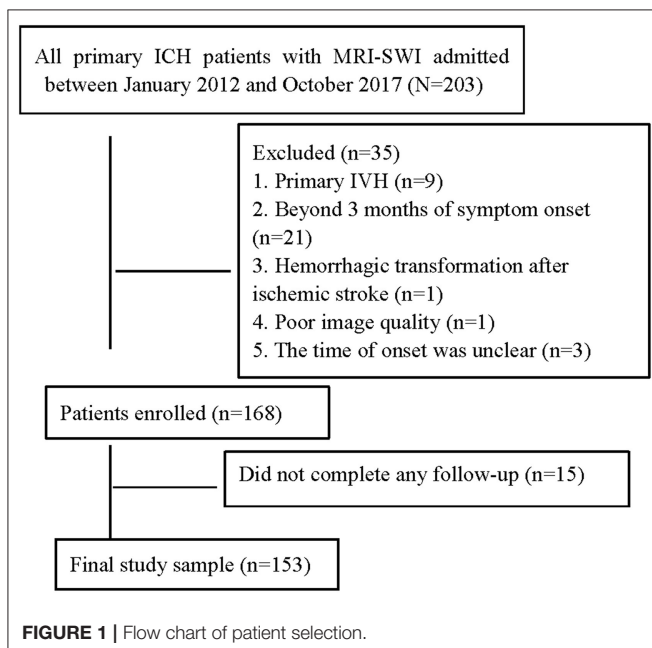 All primary ICH patients with MRI-SWI admitted
between January 2012 and October 2017 (N=203)
Excluded (n=35)
1. Primary IVH (n=9)
2. Beyond 3 months of symptom onset
(n=21)
3. Hemorrhagic transformation after
ischemic stroke (n=1)
4. Poor image quality (n=1)
5. The time of onset was unclear (n=3)
Patients enrolled (n=168)
Did not complete any follow-up (n=15)
Final study sample (n=153)
FIGURE 1 | Flow chart of patient selection.